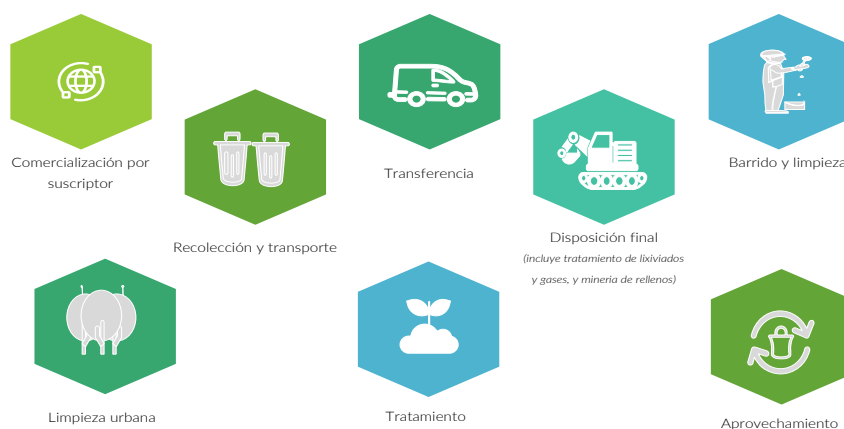 Comercialización por
suscriptor
Recolección y transporte
Transferencia
Disposición final
(incluye tratamiento de lixiviados
y gases, y mineria de rellenos)
Barrido y limpieza
Limpieza urbana
Tratamiento
Aprovechamiento